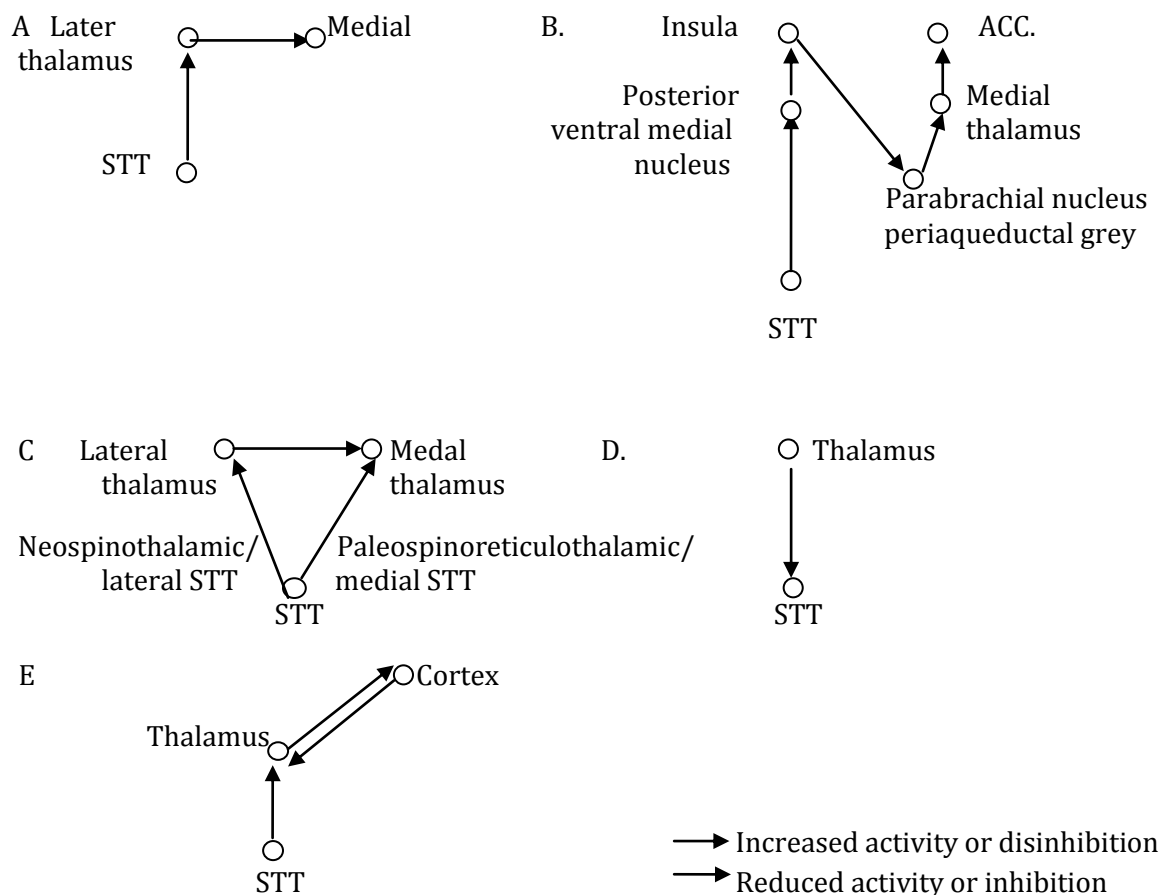 A Later thalamus
Medial
STT
B.
Insula
ACC.
Posterior
ventral medial
nucleus
Medial
thalamus
Parabrachial nucleus
periaqueductal grey
STT
C Lateral
thalamus
Medal
thalamus
Neospinothalamic/
lateral STT
Paleospinoreticulothalamic/
medial STT
STT
D.
Thalamus
STT
E
Cortex
Thalamus
STT
Increased activity or disinhibition
Reduced activity or inhibition